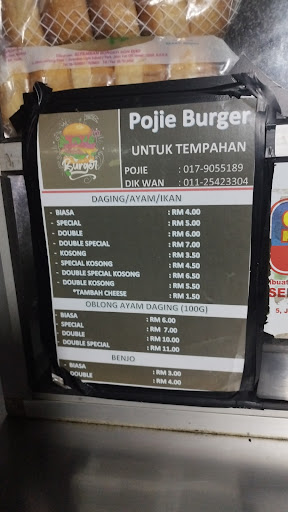 Pojie Burger
Burger
UNTUK TEMPAHAN
POJIE : 017-9055189
DIK WAN : 011-25423304
DAGING/AYAM/IKAN
- BIASA : RM 4.00
- SPECIAL : RM 5.00
- DOUBLE : RM 6.00
- DOUBLE SPECIAL : RM 7.00
- KOSONG : RM 3.50
- SPECIAL KOSONG : RM 4.50
- DOUBLE SPECIAL KOSONG : RM 6.50
- DOUBLE KOSONG : RM 5.50
*TAMBAH CHEESE : RM 1.50
OBLONG AYAM DAGING (100G)
- BIASA : RM 6.00
- SPECIAL : RM 7.00
- DOUBLE : RM 10.00
- DOUBLE SPECIAL : RM 11.00
BENJO
- BIASA : RM 3.00
DOUBLE : RM 4.00